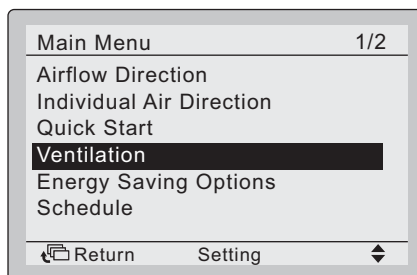 Main Menu 1/2
Airflow Direction
Individual Air Direction
Quick Start
Ventilation
Energy Saving Options
Schedule
Return Setting